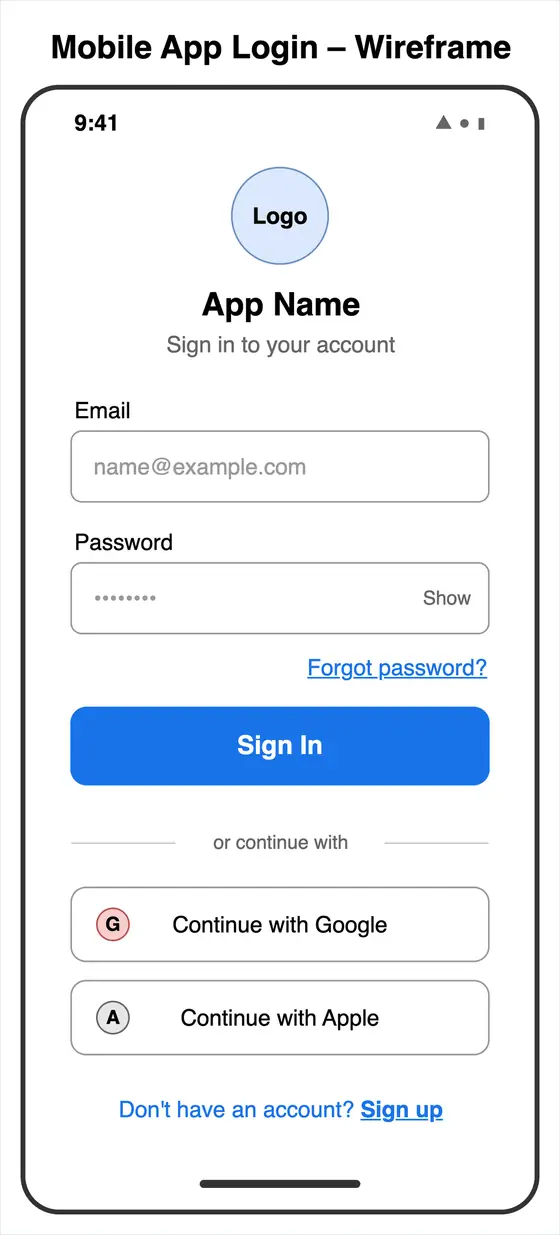 Mobile App Login – Wireframe
9:41
Logo
App Name
Sign in to your account
Email
name@example.com
Password
•••••••• Show
Forgot password?
Sign In
or continue with
G Continue with Google
A Continue with Apple
Don't have an account? Sign up